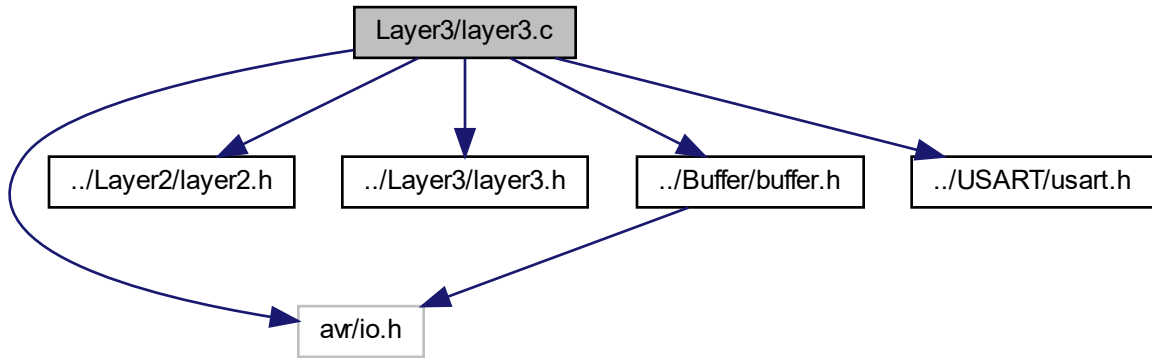 Layer3/layer3.c
../Layer2/layer2.h
../Layer3/layer3.h
../Buffer/buffer.h
../USART/usart.h
avr/io.h